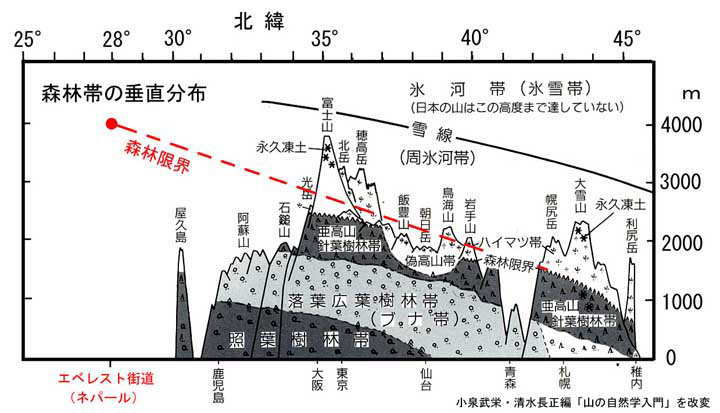 北緯
25° 28° 30° 35° 40° 45°
森林帯の垂直分布
氷河帯（氷雪帯）
（日本の山はこの高度まで達していない）
m
雪線
（周氷河帯）
森林限界
4000
3000
2000
1000
0
富士山
永久凍土
北岳
穂高岳
光岳
石鎚山
阿蘇山
屋久島
飯豊山
朝日岳
鳥海山
岩手山
幌尻岳
大雪山
永久凍土
利尻岳
ハイマツ帯
森林限界
偽高山帯
亜高山
針葉樹林帯
亜高山
針葉樹林帯
落葉広葉樹林帯
（ブナ帯）
照葉樹林帯
エベレスト街道
（ネパール）
鹿児島
大阪
東京
仙台
青森
札幌
稚内
小泉武栄・清水長正編「山の自然学入門」を改変